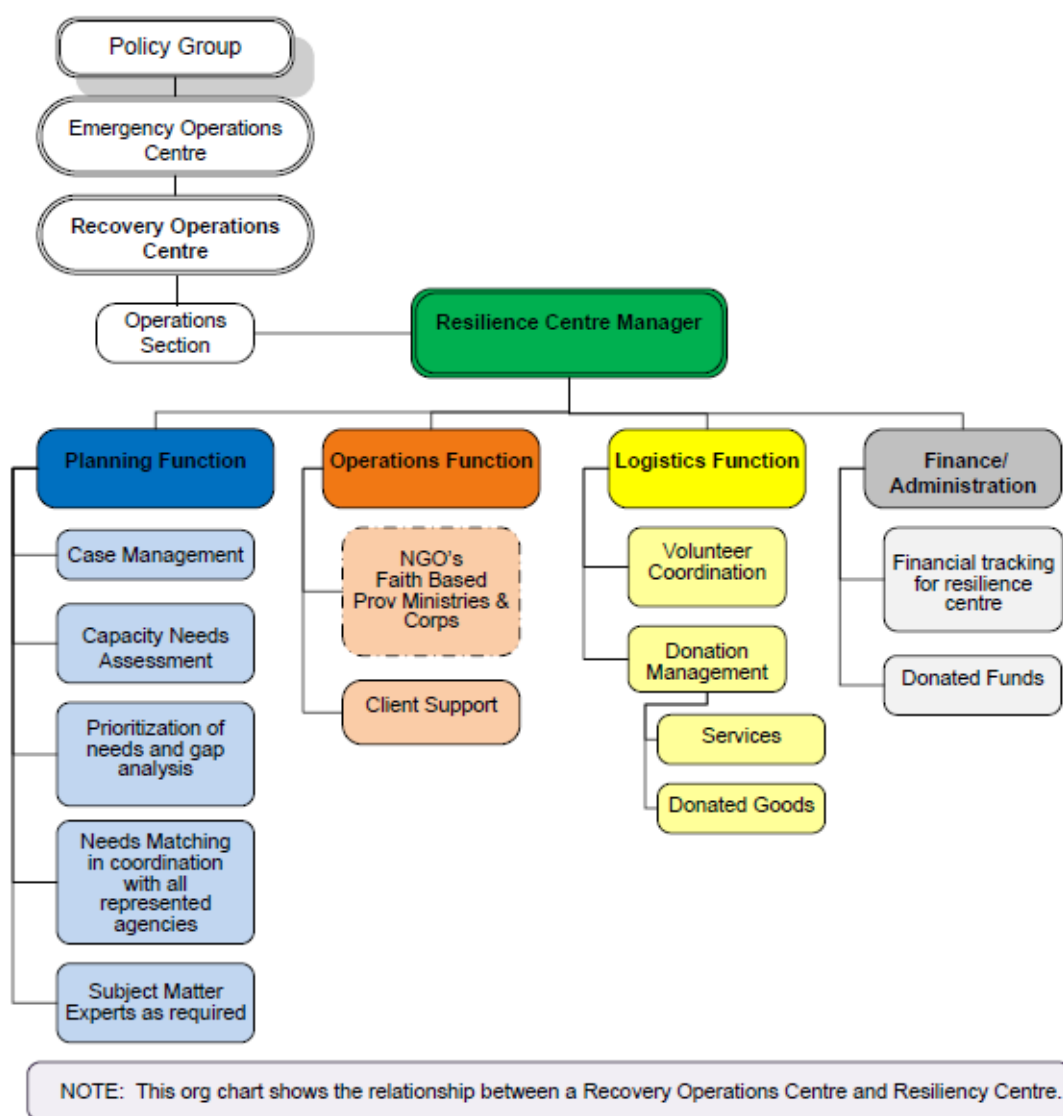 Policy Group
Emergency Operations
Centre
Recovery Operations
Centre
Operations
Section
Resilience Centre Manager
Planning Function
Case Management
Capacity Needs
Assessment
Prioritization of
needs and gap
analysis
Needs Matching
in coordination
with all
represented
agencies
Subject Matter
Experts as required
Operations Function
NGO's
Faith Based
Prov Ministries &
Corps
Client Support
Logistics Function
Volunteer
Coordination
Donation
Management
Services
Donated Goods
Finance/
Administration
Financial tracking
for resilience
centre
Donated Funds
NOTE: This org chart shows the relationship between a Recovery Operations Centre and Resiliency Centre.